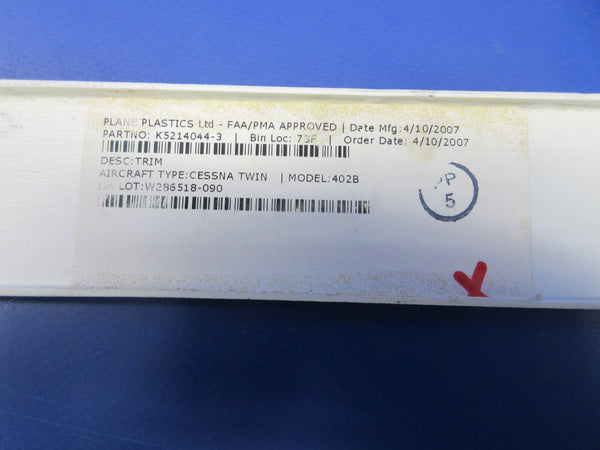 PLANE PLASTICS Ltd - FAA/PMA APPROVED | Date Mfg:4/10/2007
PARTNO: K5214044-3 | Bin Loc: | Order Date: 4/10/2007
DESC:TRIM
AIRCRAFT TYPE:CESSNA TWIN | MODEL:402B
LOT:W286518-090
PP
5